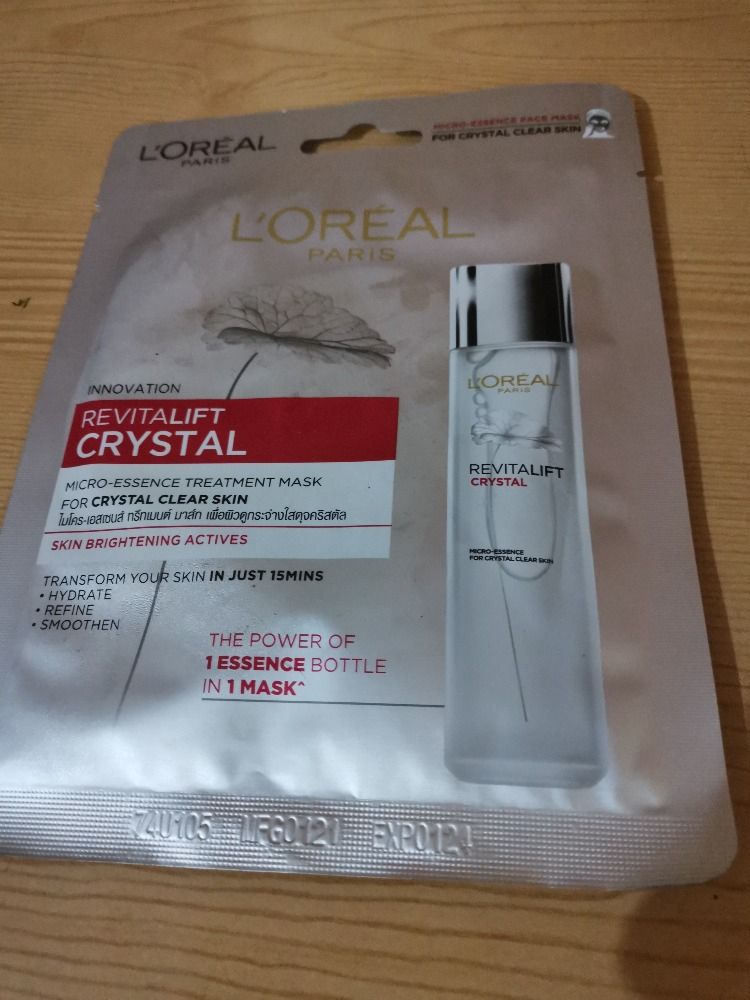 L'ORÉAL
PARIS
MICRO-ESSENCE FACE MASK
FOR CRYSTAL CLEAR SKIN
L'ORÉAL
PARIS
INNOVATION
REVITALIFT
CRYSTAL
MICRO-ESSENCE TREATMENT MASK
FOR CRYSTAL CLEAR SKIN
ไมโคร-เอสเซนส์ ทรีทเมนต์ มาส์ก เพื่อผิวดูกระจ่างใสดุจคริสตัล
SKIN BRIGHTENING ACTIVES
TRANSFORM YOUR SKIN IN JUST 15MINS
• HYDRATE
• REFINE
• SMOOTHEN
THE POWER OF
1 ESSENCE BOTTLE
IN 1 MASK^
L'ORÉAL
PARIS
REVITALIFT
CRYSTAL
MICRO-ESSENCE
FOR CRYSTAL CLEAR SKIN
74U105 MFG0121 EXP0124